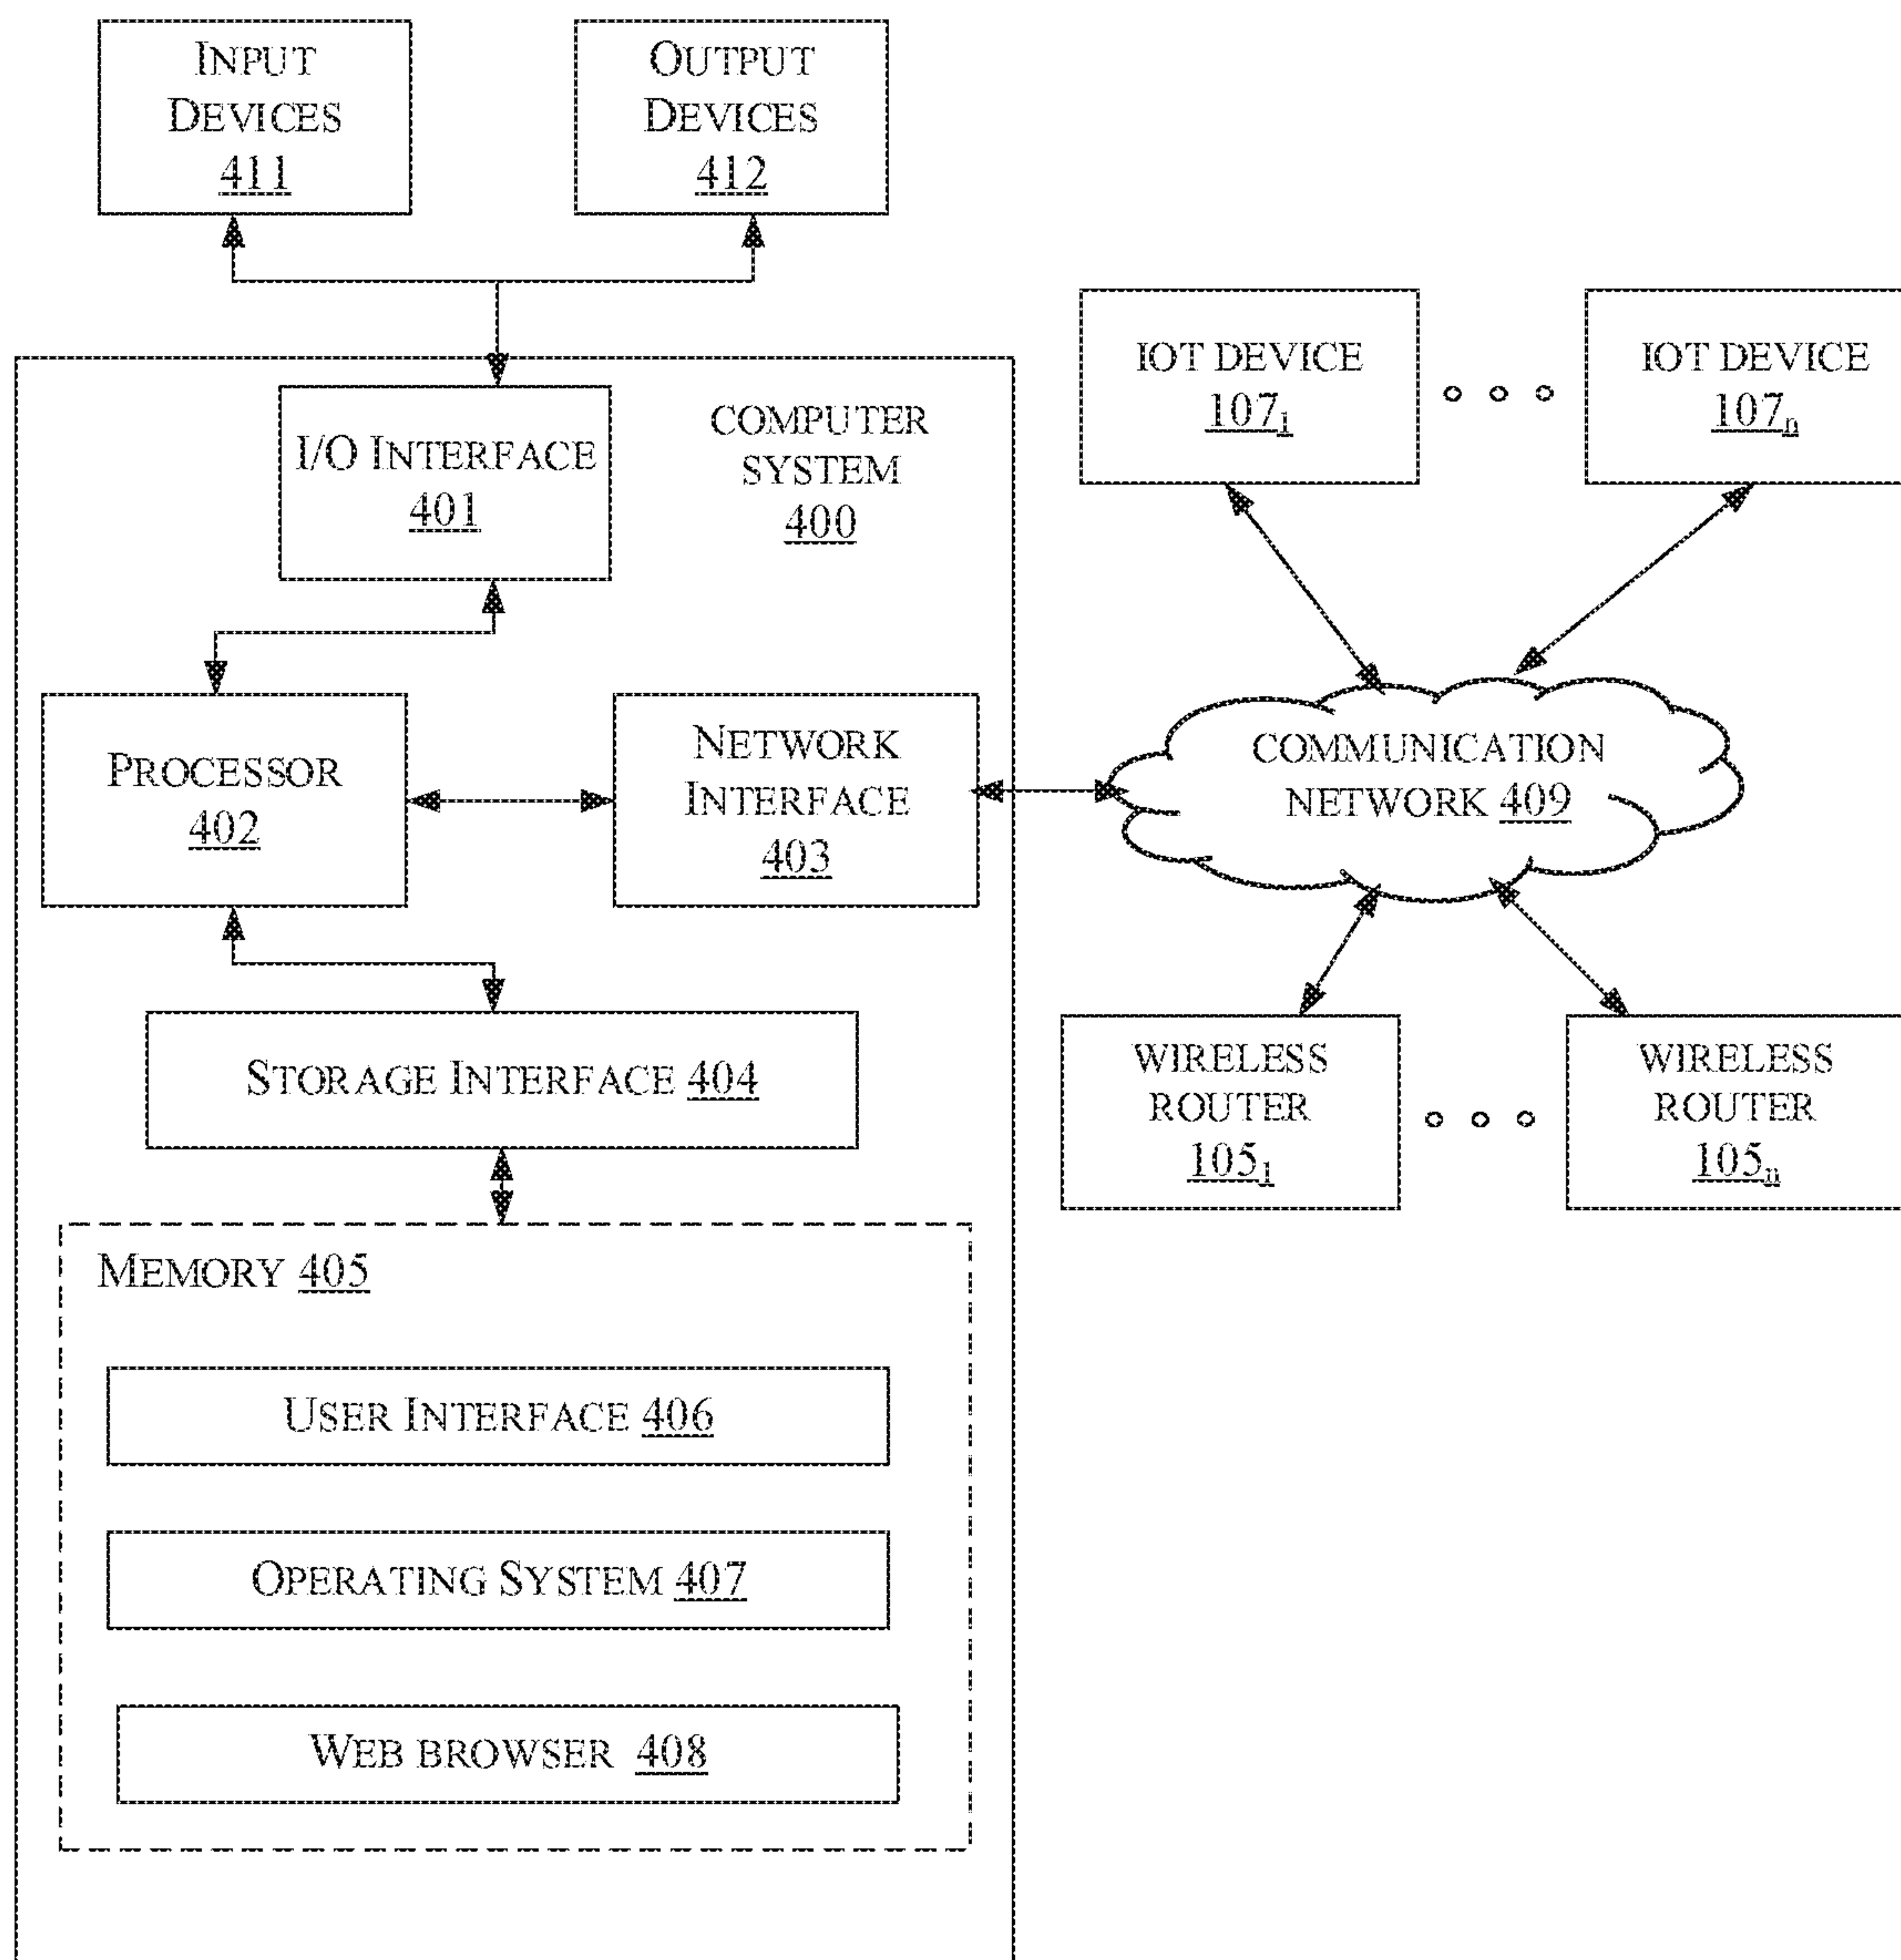 INPUT
DEVICES
411
OUTPUT
DEVICES
412
I/O INTERFACE
401
COMPUTER
SYSTEM
400
PROCESSOR
402
NETWORK
INTERFACE
403
STORAGE INTERFACE 404
MEMORY 405
USER INTERFACE 406
OPERATING SYSTEM 407
WEB BROWSER 408
IOT DEVICE
107₁
IOT DEVICE
107ₙ
COMMUNICATION
NETWORK 409
WIRELESS
ROUTER
105₁
WIRELESS
ROUTER
105ₙ